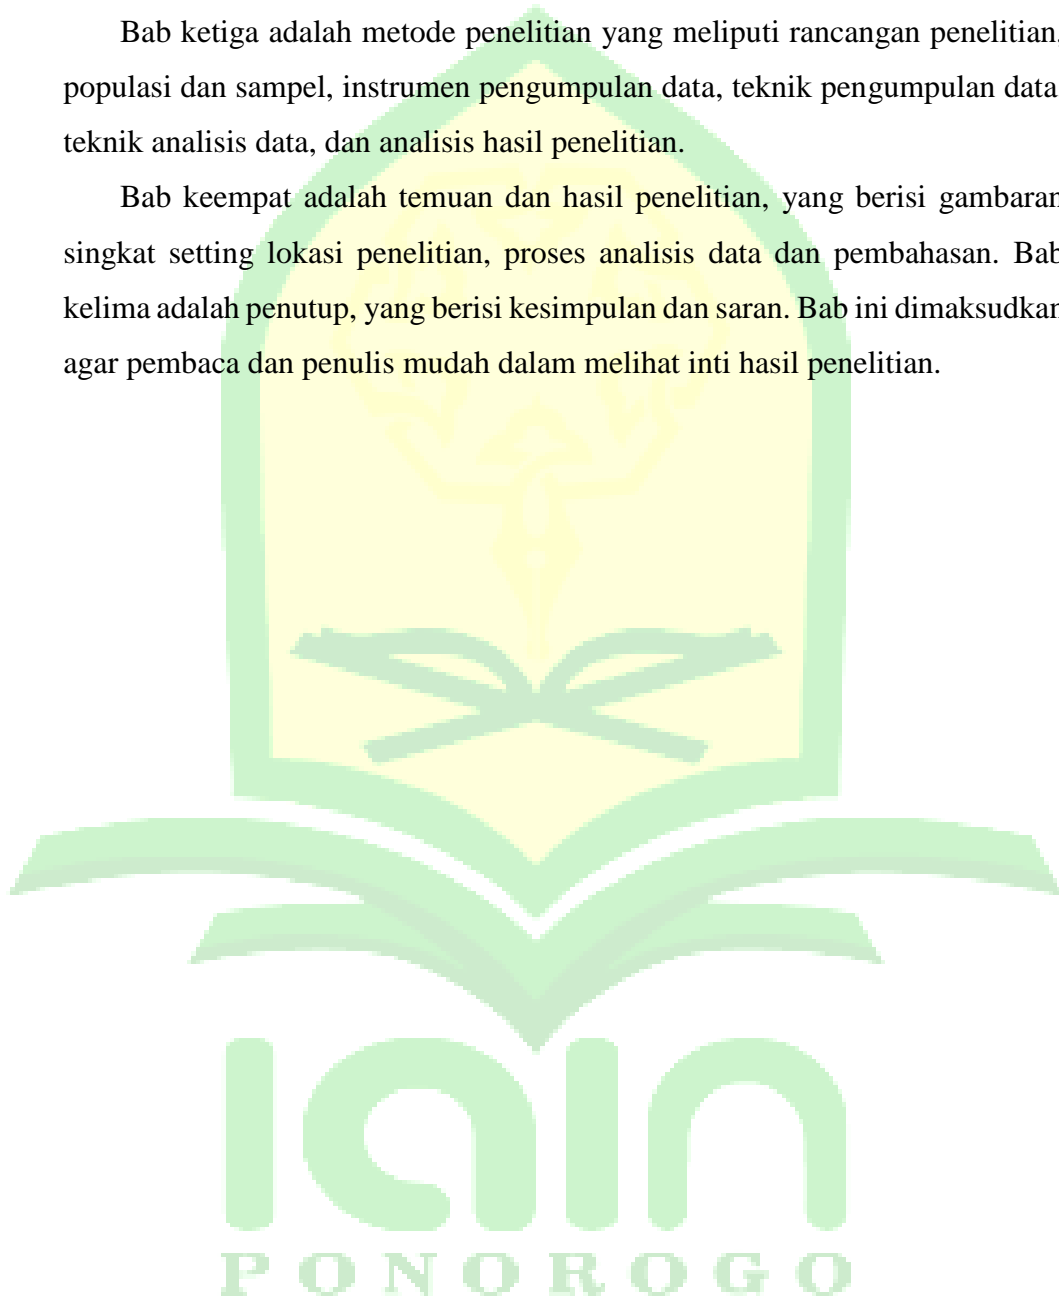 Bab ketiga adalah metode penelitian yang meliputi rancangan penelitian,
populasi dan sampel, instrumen pengumpulan data, teknik pengumpulan data
teknik analisis data, dan analisis hasil penelitian.
Bab keempat adalah temuan dan hasil penelitian, yang berisi gambaran
singkat setting lokasi penelitian, proses analisis data dan pembahasan. Bab
kelima adalah penutup, yang berisi kesimpulan dan saran. Bab ini dimaksudkan
agar pembaca dan penulis mudah dalam melihat inti hasil penelitian.
IAIN
PONOROGO